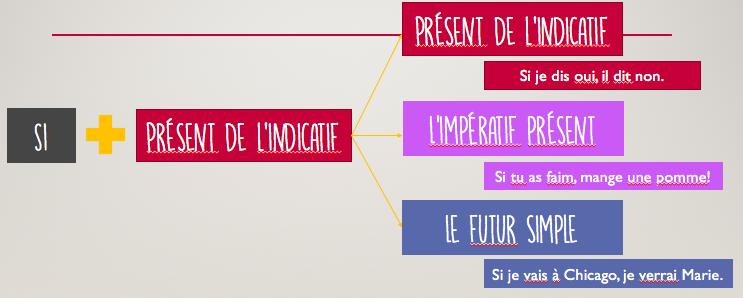 PRÉSENT DE L'INDICATIF
Si je dis oui, il dit non.
SI
PRÉSENT DE L'INDICATIF
L'IMPÉRATIF PRÉSENT
Si tu as faim, mange une pomme!
LE FUTUR SIMPLE
Si je vais à Chicago, je verrai Marie.